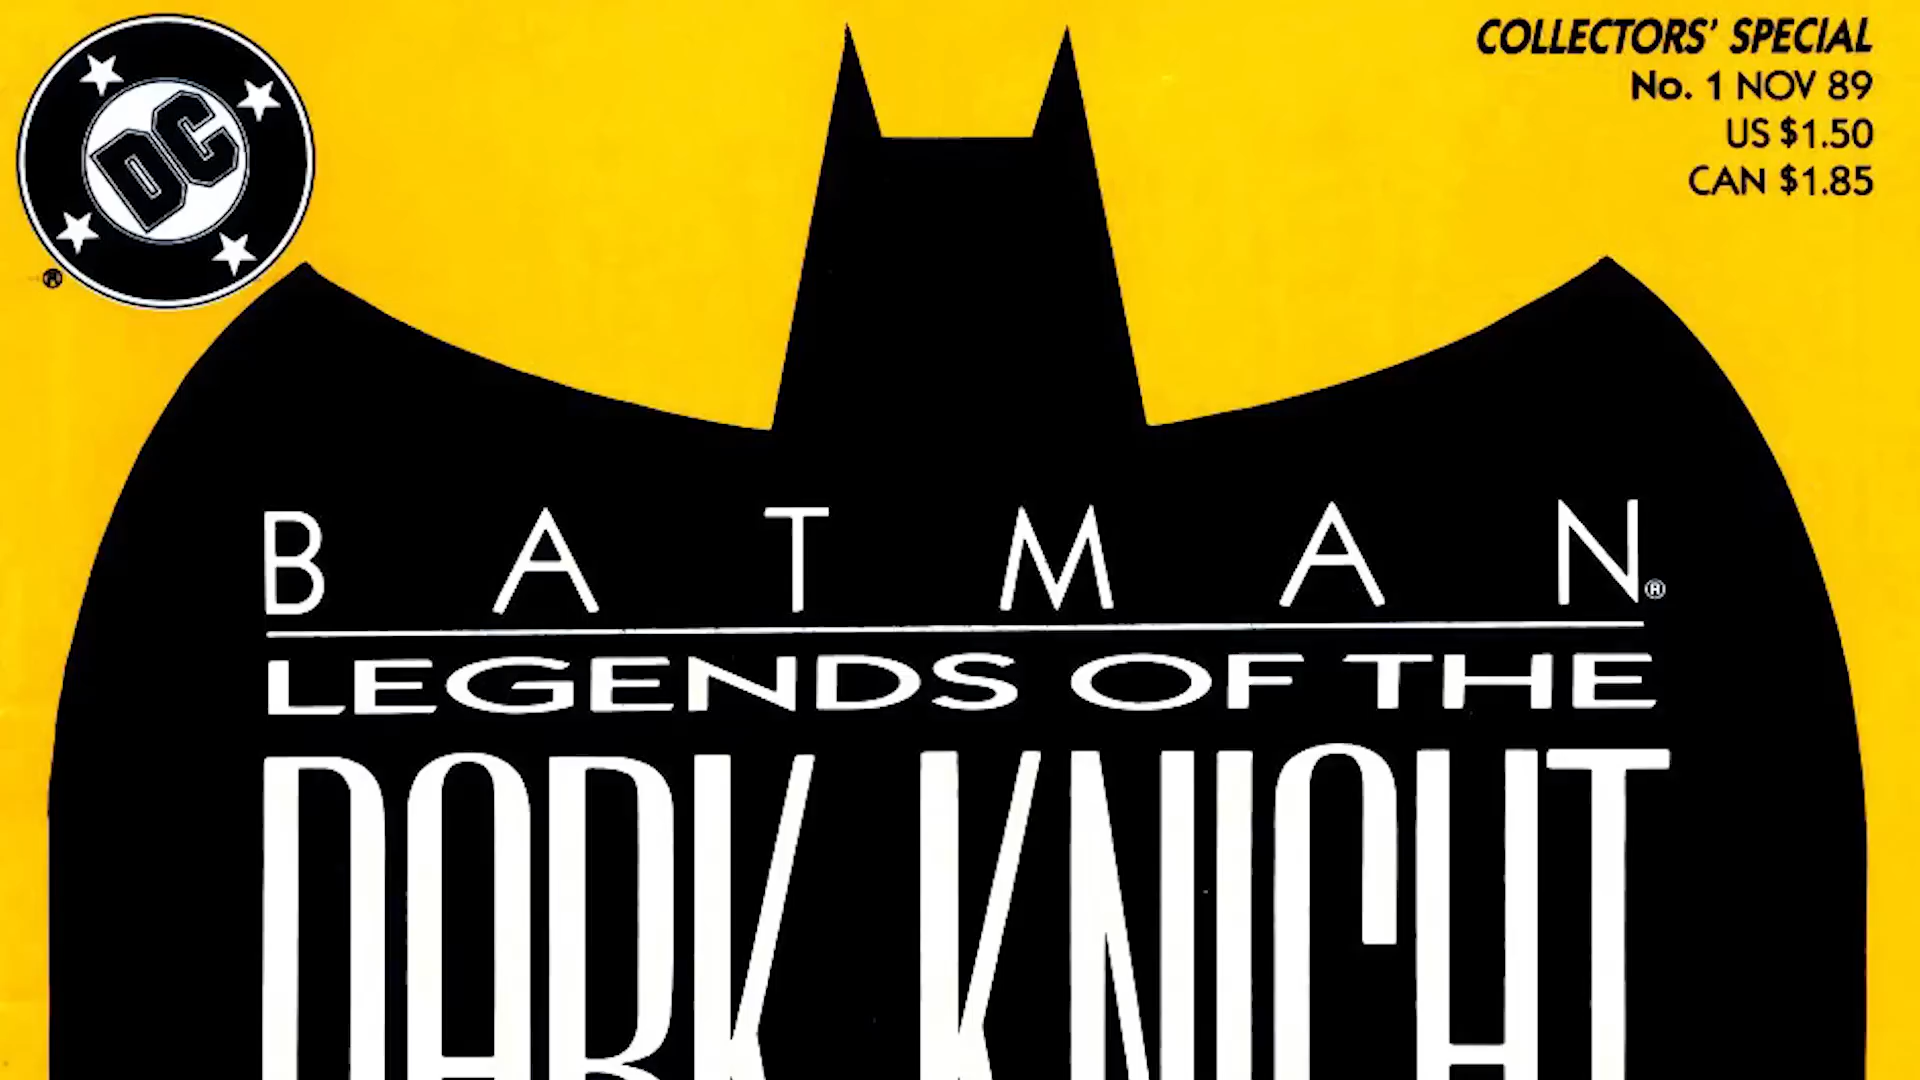 DC
®
COLLECTORS' SPECIAL
No. 1 NOV 89
US $1.50
CAN $1.85
BATMAN®
LEGENDS OF THE
DARK KNIGHT